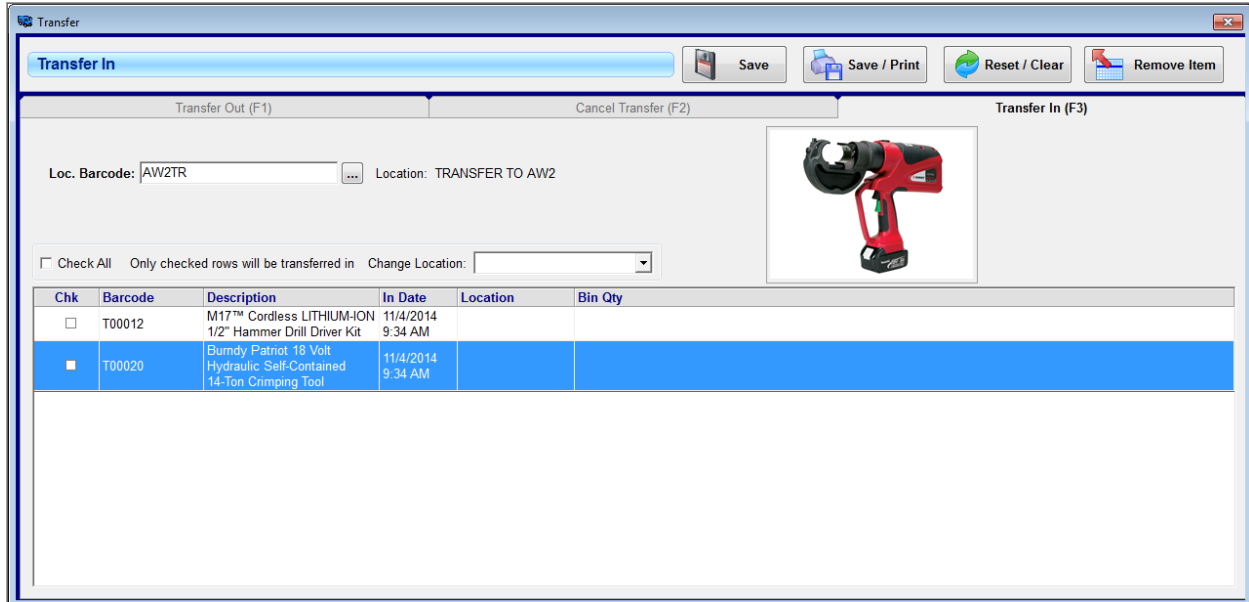 Transfer
Transfer In
Save
Save / Print
Reset / Clear
Remove Item
Transfer Out (F1)
Cancel Transfer (F2)
Transfer In (F3)
Loc. Barcode: AW2TR ... Location: TRANSFER TO AW2
Check All Only checked rows will be transferred in Change Location:
Chk Barcode Description In Date Location Bin Qty
T00012 M17™ Cordless LITHIUM-ION 11/4/2014
1/2" Hammer Drill Driver Kit 9:34 AM
Burndy Patriot 18 Volt
T00020 Hydraulic Self-Contained 11/4/2014
14-Ton Crimping Tool 9:34 AM